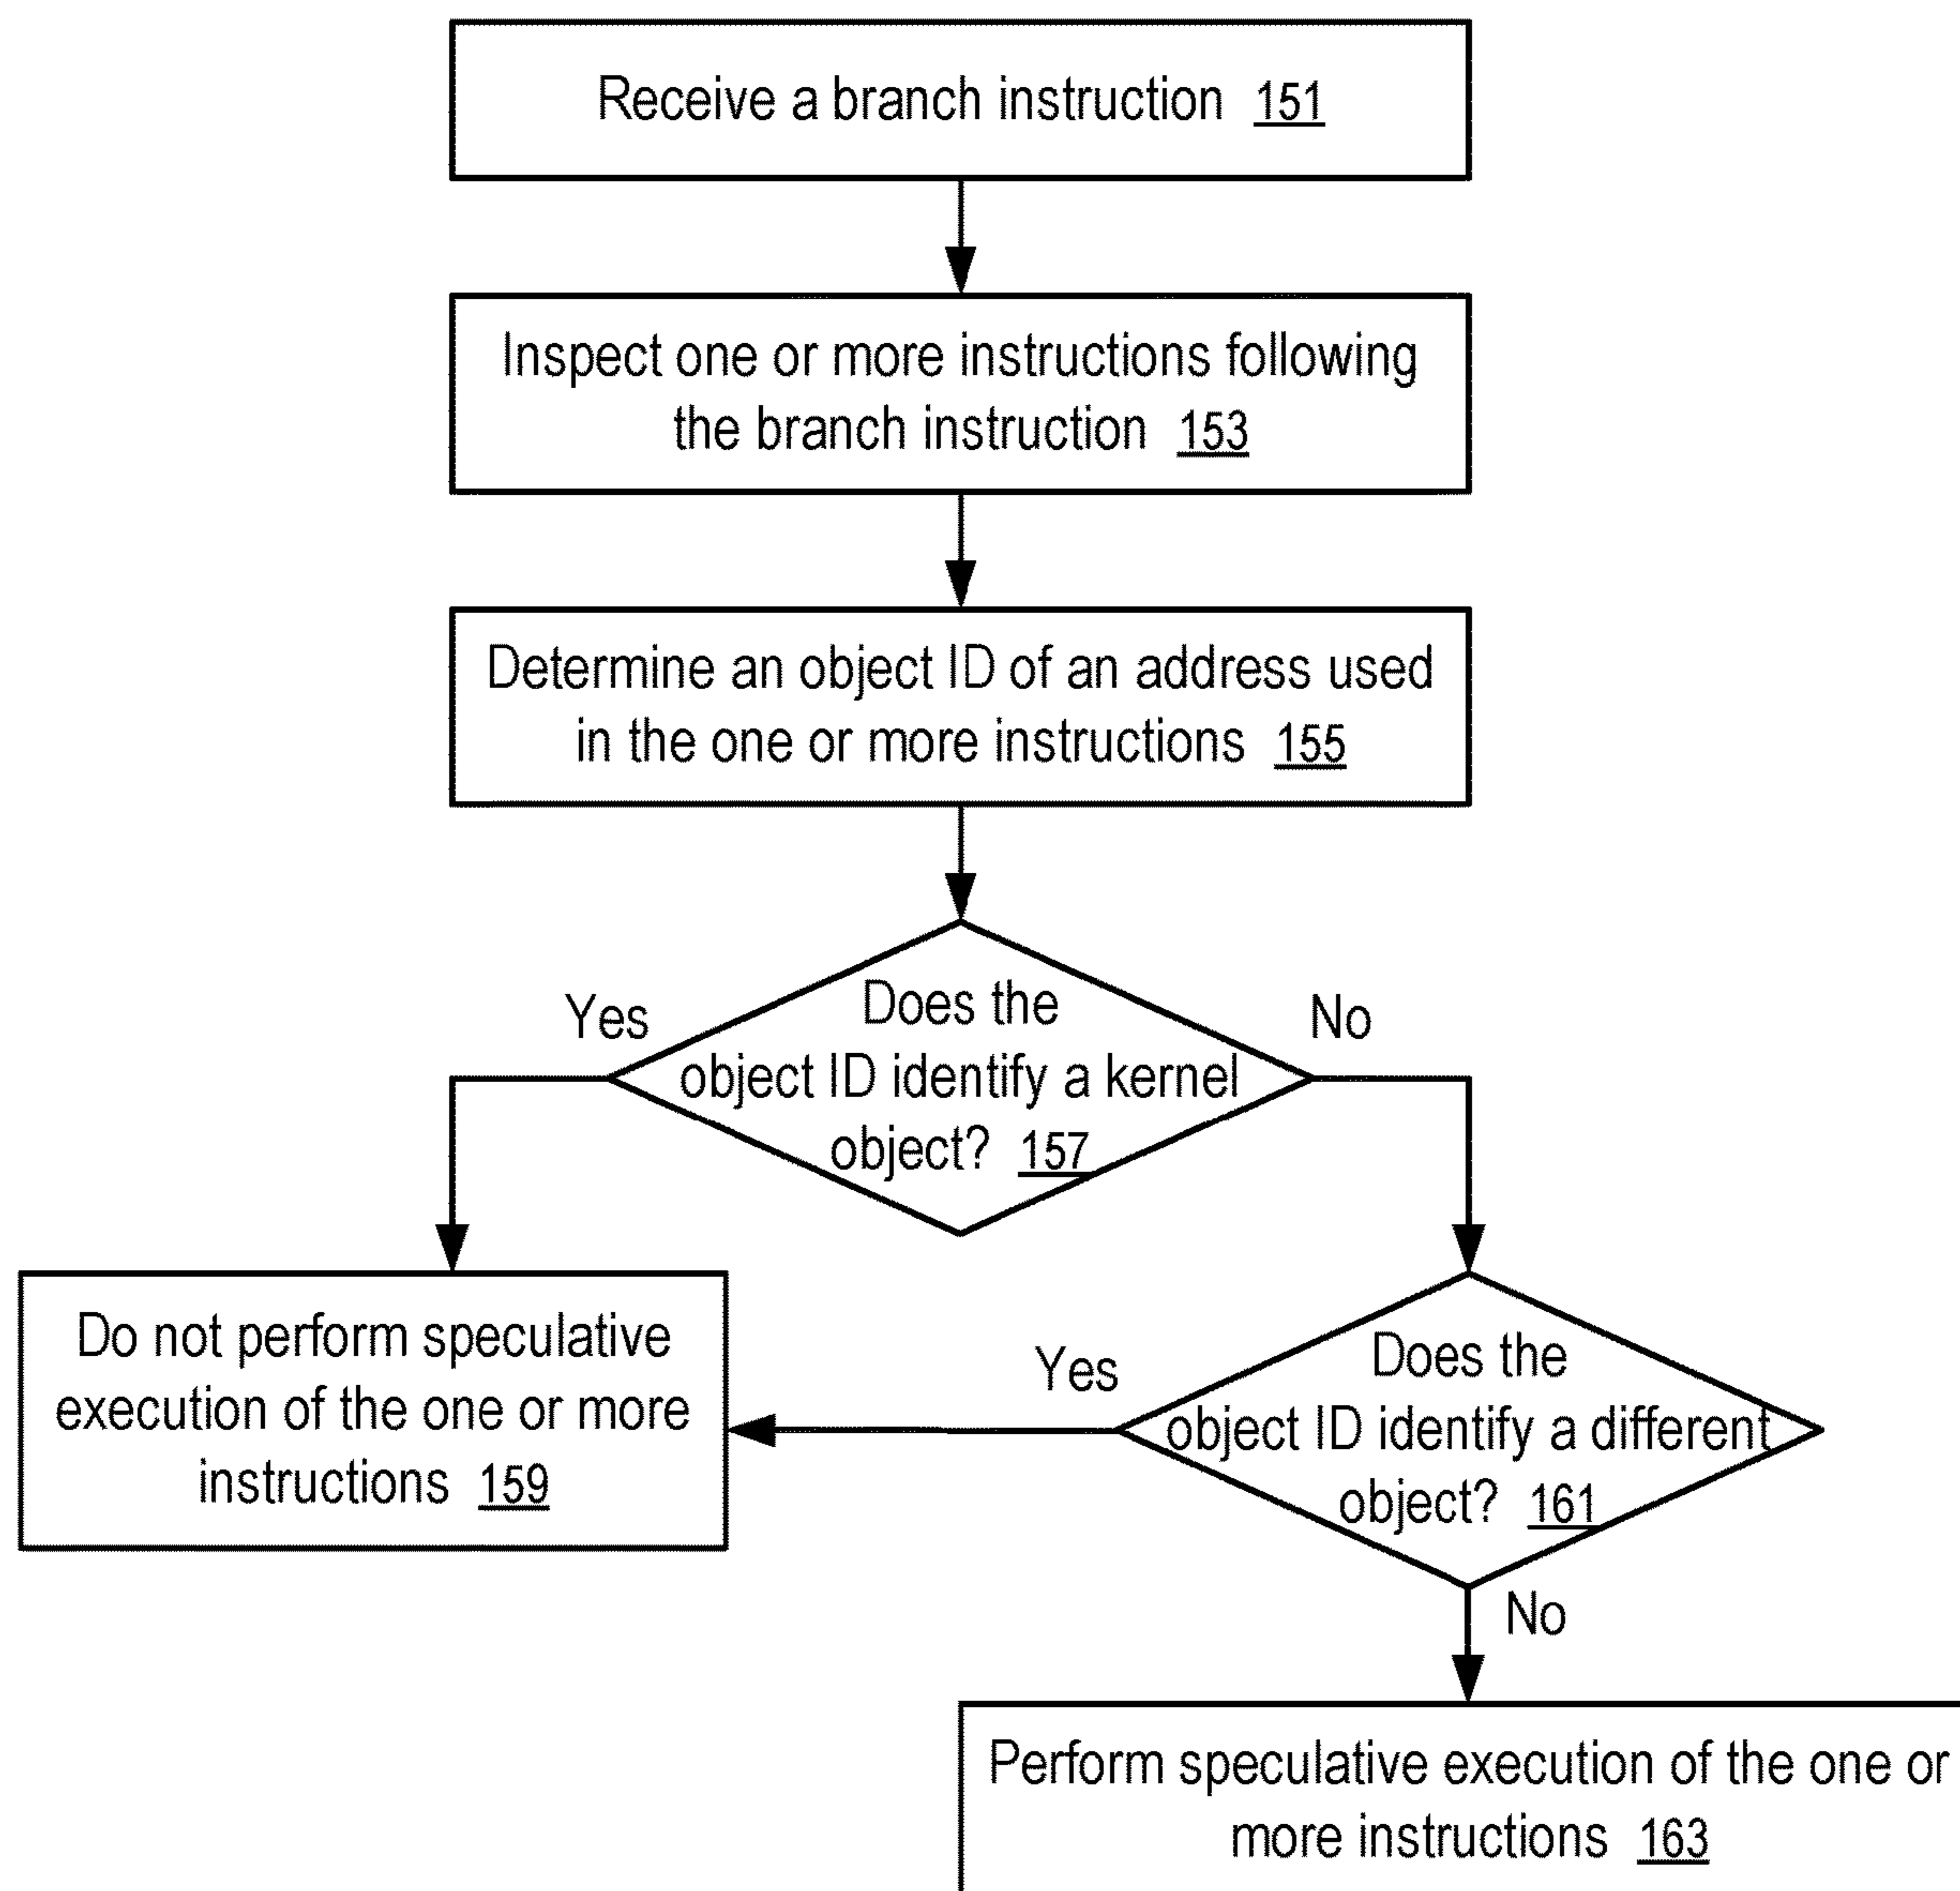 Receive a branch instruction 151
Inspect one or more instructions following
the branch instruction 153
Determine an object ID of an address used
in the one or more instructions 155
Does the
object ID identify a kernel
object? 157
Yes
No
Do not perform speculative
execution of the one or more
instructions 159
Does the
object ID identify a different
object? 161
Yes
No
Perform speculative execution of the one or
more instructions 163